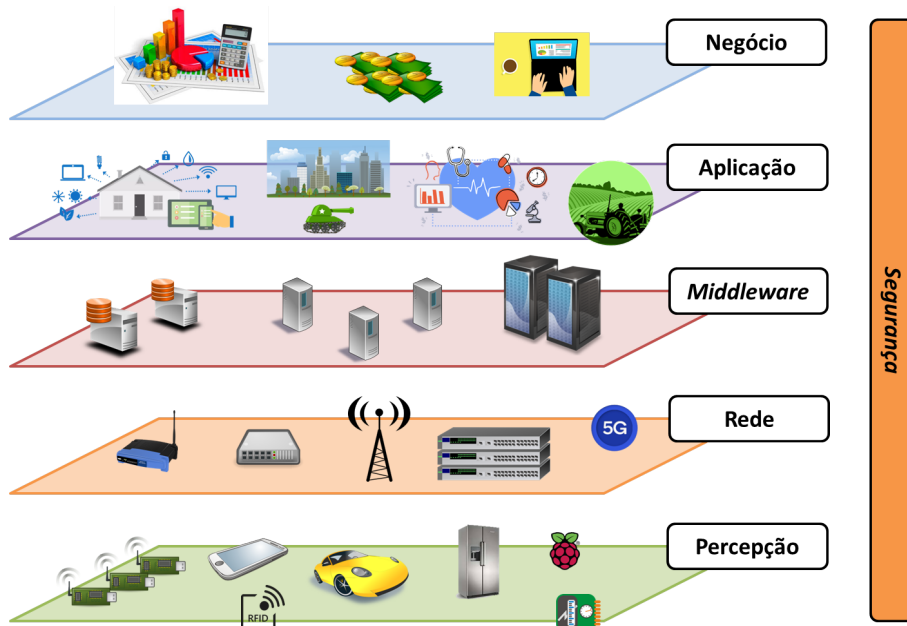 Negócio
Aplicação
Middleware
Rede
5G
Percepção
RFID
Segurança